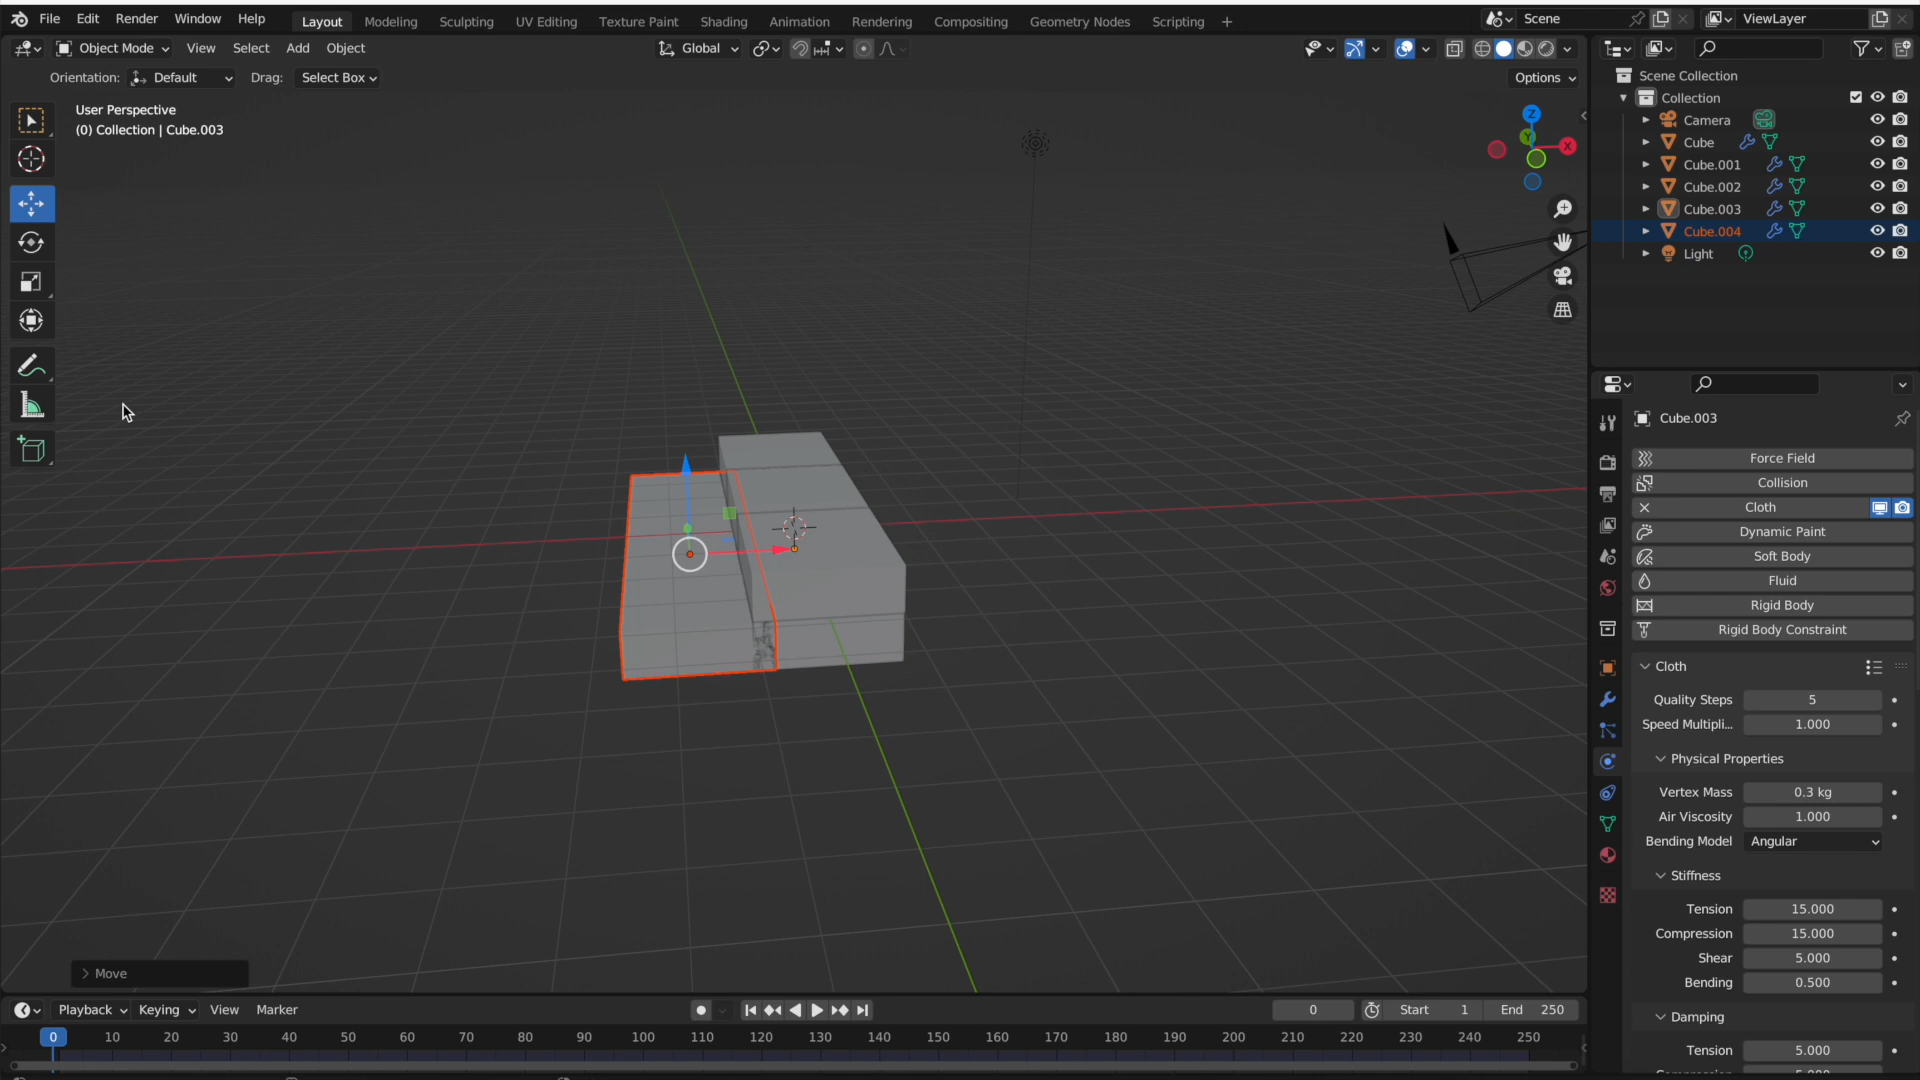 File Edit Render Window Help Layout Modeling Sculpting UV Editing Texture Paint Shading Animation Rendering Compositing Geometry Nodes Scripting + Scene ViewLayer
Object Mode View Select Add Object Global
Orientation: Default Drag: Select Box Options
User Perspective
(0) Collection | Cube.003
Z
Y
X
Scene Collection
Collection
Camera
Cube
Cube.001
Cube.002
Cube.003
Cube.004
Light
Cube.003
Force Field
Collision
Cloth
Dynamic Paint
Soft Body
Fluid
Rigid Body
Rigid Body Constraint
Cloth
Quality Steps 5
Speed Multipli... 1.000
Physical Properties
Vertex Mass 0.3 kg
Air Viscosity 1.000
Bending Model Angular
Stiffness
Tension 15.000
Compression 15.000
Shear 5.000
Bending 0.500
Damping
Tension 5.000
Move
Playback Keying View Marker 0 Start 1 End 250
0 10 20 30 40 50 60 70 80 90 100 110 120 130 140 150 160 170 180 190 200 210 220 230 240 250